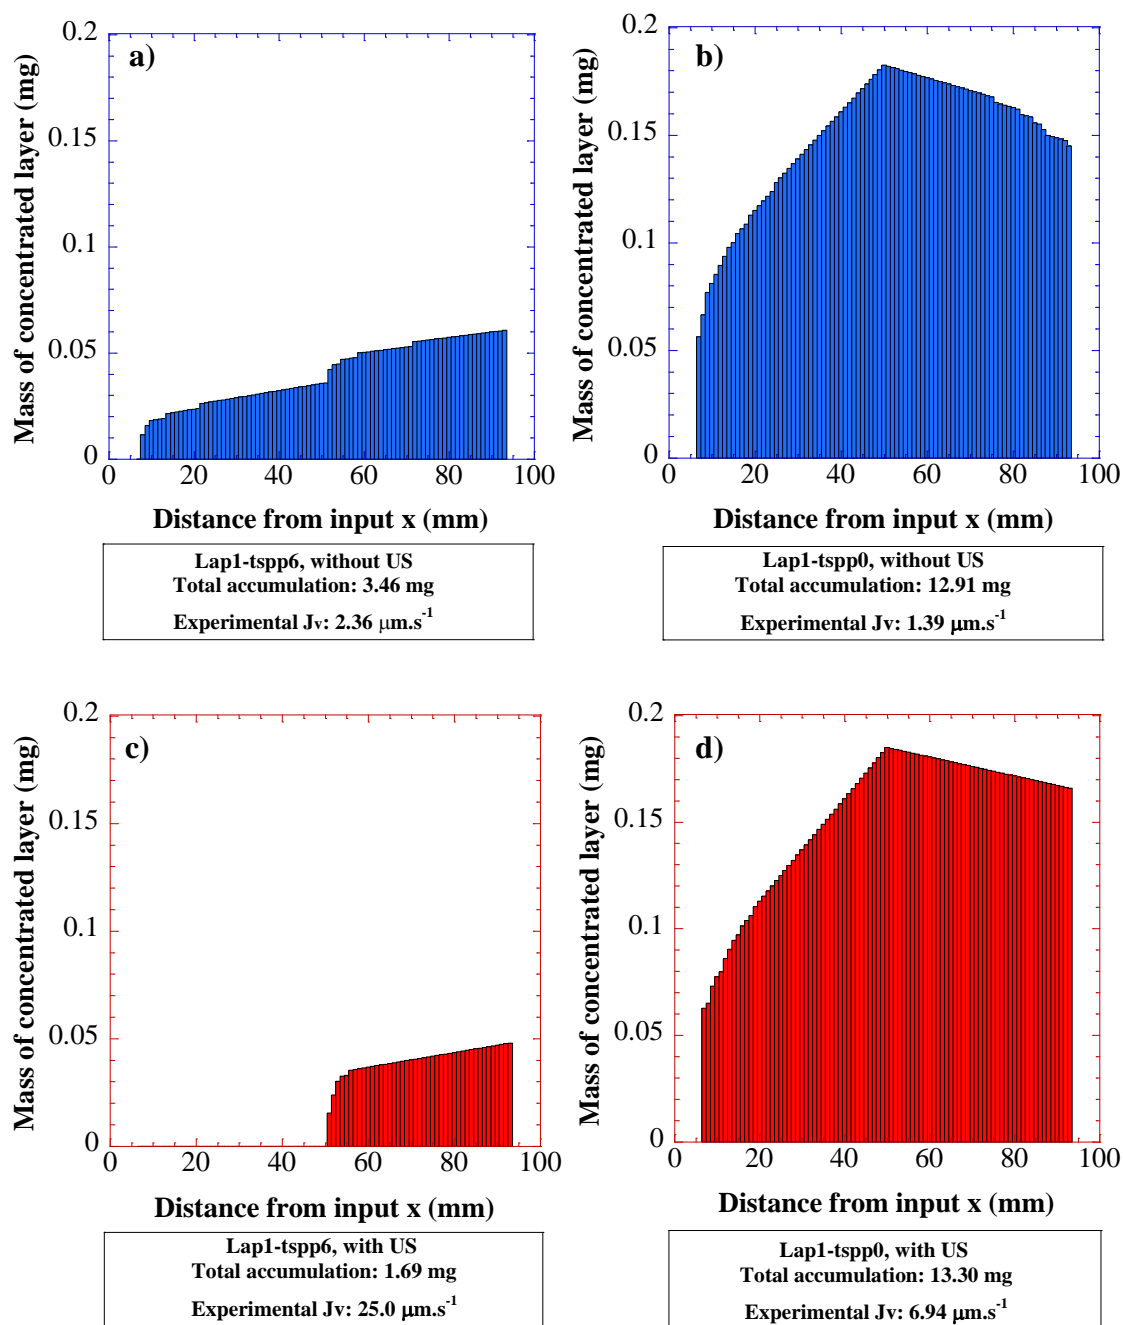 a)
Mass of concentrated layer (mg)
0.2
0.15
0.1
0.05
0
0 20 40 60 80 100
Distance from input x (mm)
Lap1-tspp6, without US
Total accumulation: 3.46 mg
Experimental Jv: 2.36 μm.s-1
b)
Mass of concentrated layer (mg)
0.2
0.15
0.1
0.05
0
0 20 40 60 80 100
Distance from input x (mm)
Lap1-tspp0, without US
Total accumulation: 12.91 mg
Experimental Jv: 1.39 μm.s-1
c)
Mass of concentrated layer (mg)
0.2
0.15
0.1
0.05
0
0 20 40 60 80 100
Distance from input x (mm)
Lap1-tspp6, with US
Total accumulation: 1.69 mg
Experimental Jv: 25.0 μm.s-1
d)
Mass of concentrated layer (mg)
0.2
0.15
0.1
0.05
0
0 20 40 60 80 100
Distance from input x (mm)
Lap1-tspp0, with US
Total accumulation: 13.30 mg
Experimental Jv: 6.94 μm.s-1